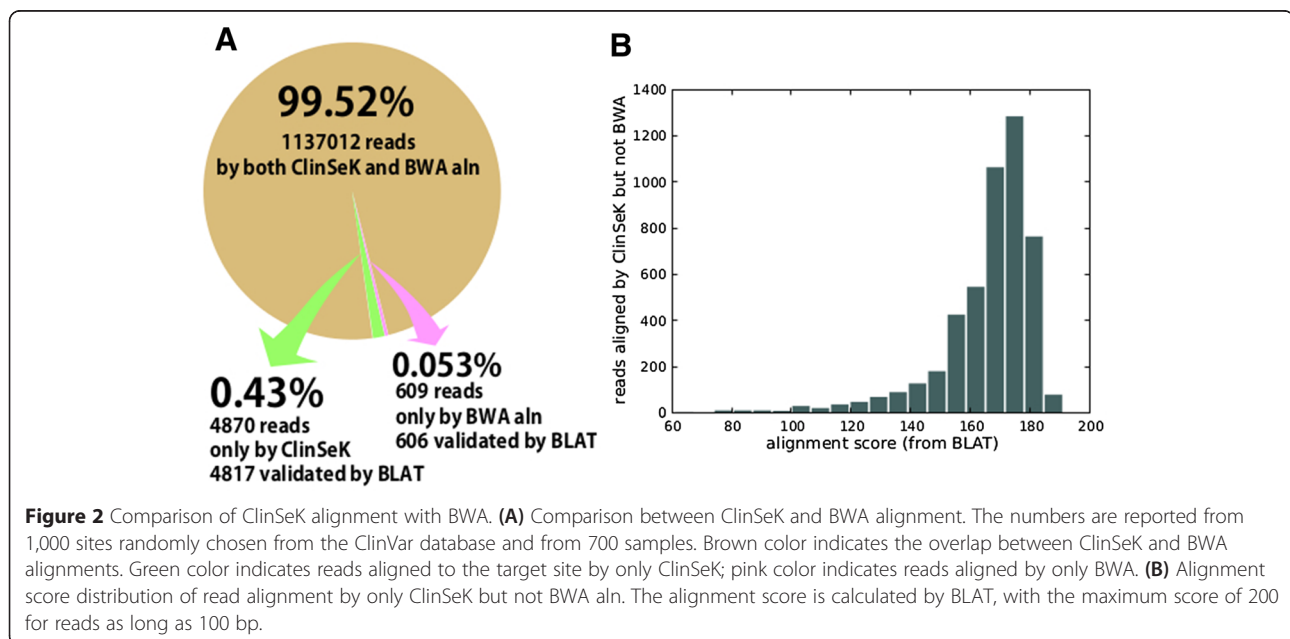 A
99.52%
1137012 reads
by both ClinSeK and BWA aln
0.43%
4870 reads
only by ClinSeK
4817 validated by BLAT
0.053%
609 reads
only by BWA aln
606 validated by BLAT
B
reads aligned by ClinSeK but not BWA
1400
1200
1000
800
600
400
200
0
60 80 100 120 140 160 180 200
alignment score (from BLAT)
Figure 2 Comparison of ClinSeK alignment with BWA. (A) Comparison between ClinSeK and BWA alignment. The numbers are reported from
1,000 sites randomly chosen from the ClinVar database and from 700 samples. Brown color indicates the overlap between ClinSeK and BWA
alignments. Green color indicates reads aligned to the target site by only ClinSeK; pink color indicates reads aligned by only BWA. (B) Alignment
score distribution of read alignment by only ClinSeK but not BWA aln. The alignment score is calculated by BLAT, with the maximum score of 200
for reads as long as 100 bp.